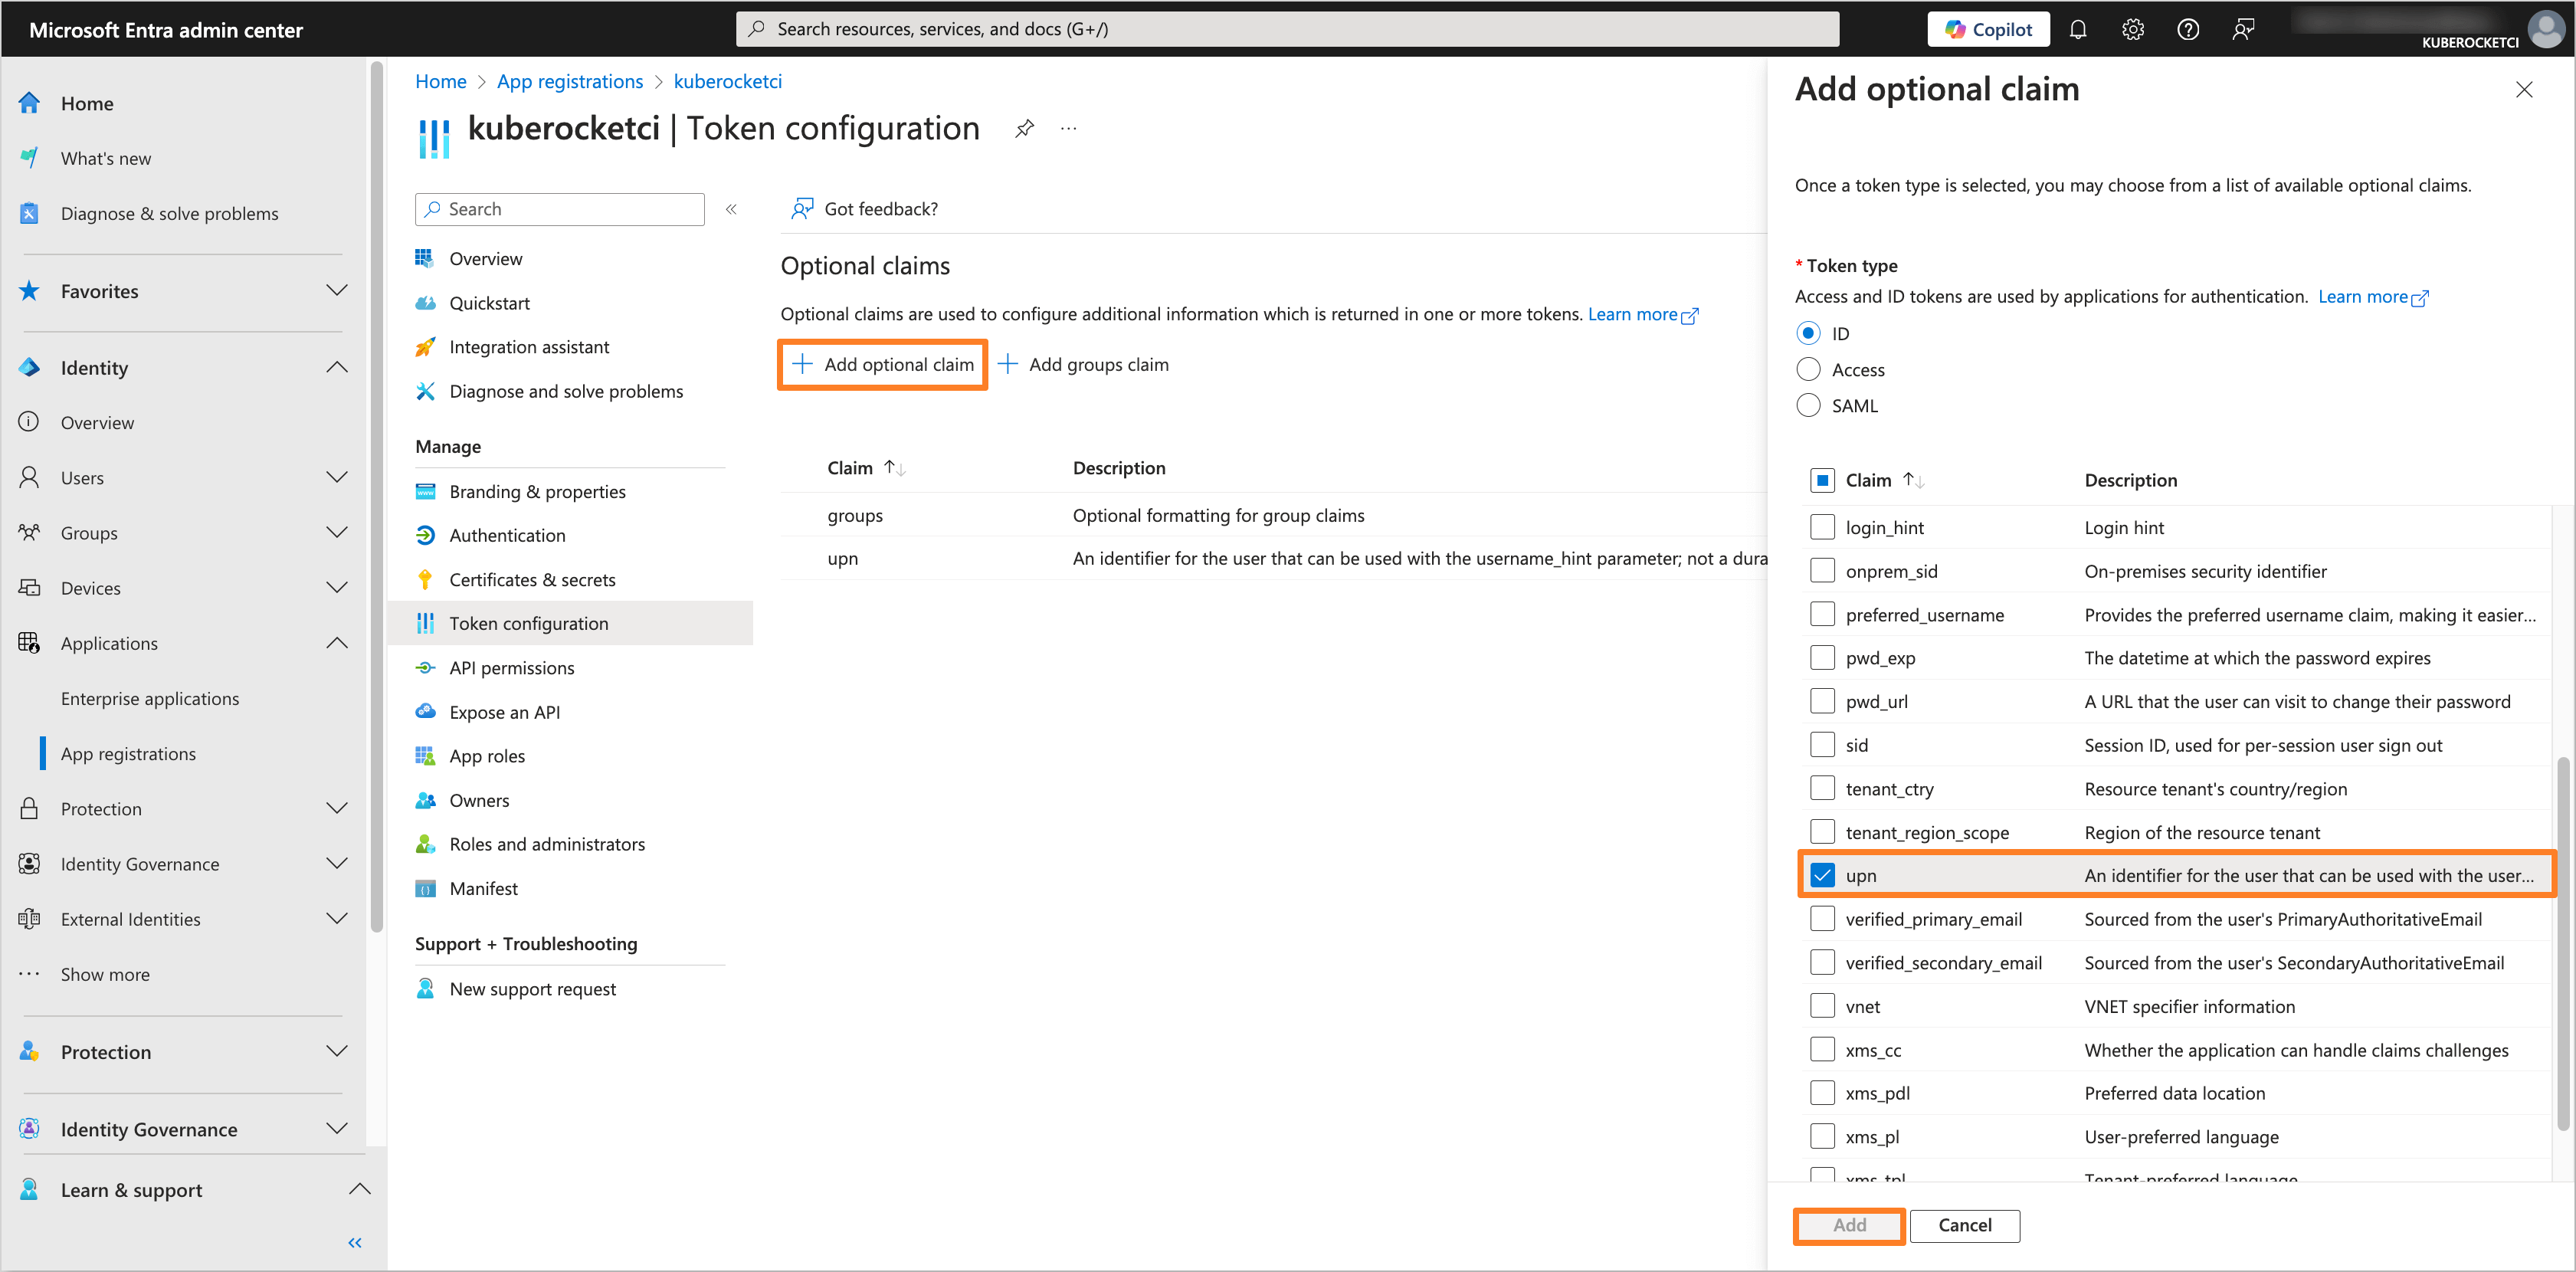 Microsoft Entra admin center
Search resources, services, and docs (G+/)
Copilot
KUBEROCKETCI
Home
What's new
Diagnose & solve problems
Favorites
Identity
Overview
Users
Groups
Devices
Applications
Enterprise applications
App registrations
Protection
Identity Governance
External Identities
Show more
Protection
Identity Governance
Learn & support
Home > App registrations > kuberocketci
kuberocketci | Token configuration
Search
Overview
Quickstart
Integration assistant
Diagnose and solve problems
Manage
Branding & properties
Authentication
Certificates & secrets
Token configuration
API permissions
Expose an API
App roles
Owners
Roles and administrators
Manifest
Support + Troubleshooting
New support request
Got feedback?
Optional claims
Optional claims are used to configure additional information which is returned in one or more tokens. Learn more
Add optional claim Add groups claim
Claim Description
groups Optional formatting for group claims
upn An identifier for the user that can be used with the username_hint parameter; not a dura
Add optional claim
Once a token type is selected, you may choose from a list of available optional claims.
* Token type
Access and ID tokens are used by applications for authentication. Learn more
ID
Access
SAML
Claim Description
login_hint Login hint
onprem_sid On-premises security identifier
preferred_username Provides the preferred username claim, making it easier...
pwd_exp The datetime at which the password expires
pwd_url A URL that the user can visit to change their password
sid Session ID, used for per-session user sign out
tenant_ctry Resource tenant's country/region
tenant_region_scope Region of the resource tenant
upn An identifier for the user that can be used with the user...
verified_primary_email Sourced from the user's PrimaryAuthoritativeEmail
verified_secondary_email Sourced from the user's SecondaryAuthoritativeEmail
vnet VNET specifier information
xms_cc Whether the application can handle claims challenges
xms_pdl Preferred data location
xms_pl User-preferred language
xms_tpl Tenant-preferred language
Add Cancel